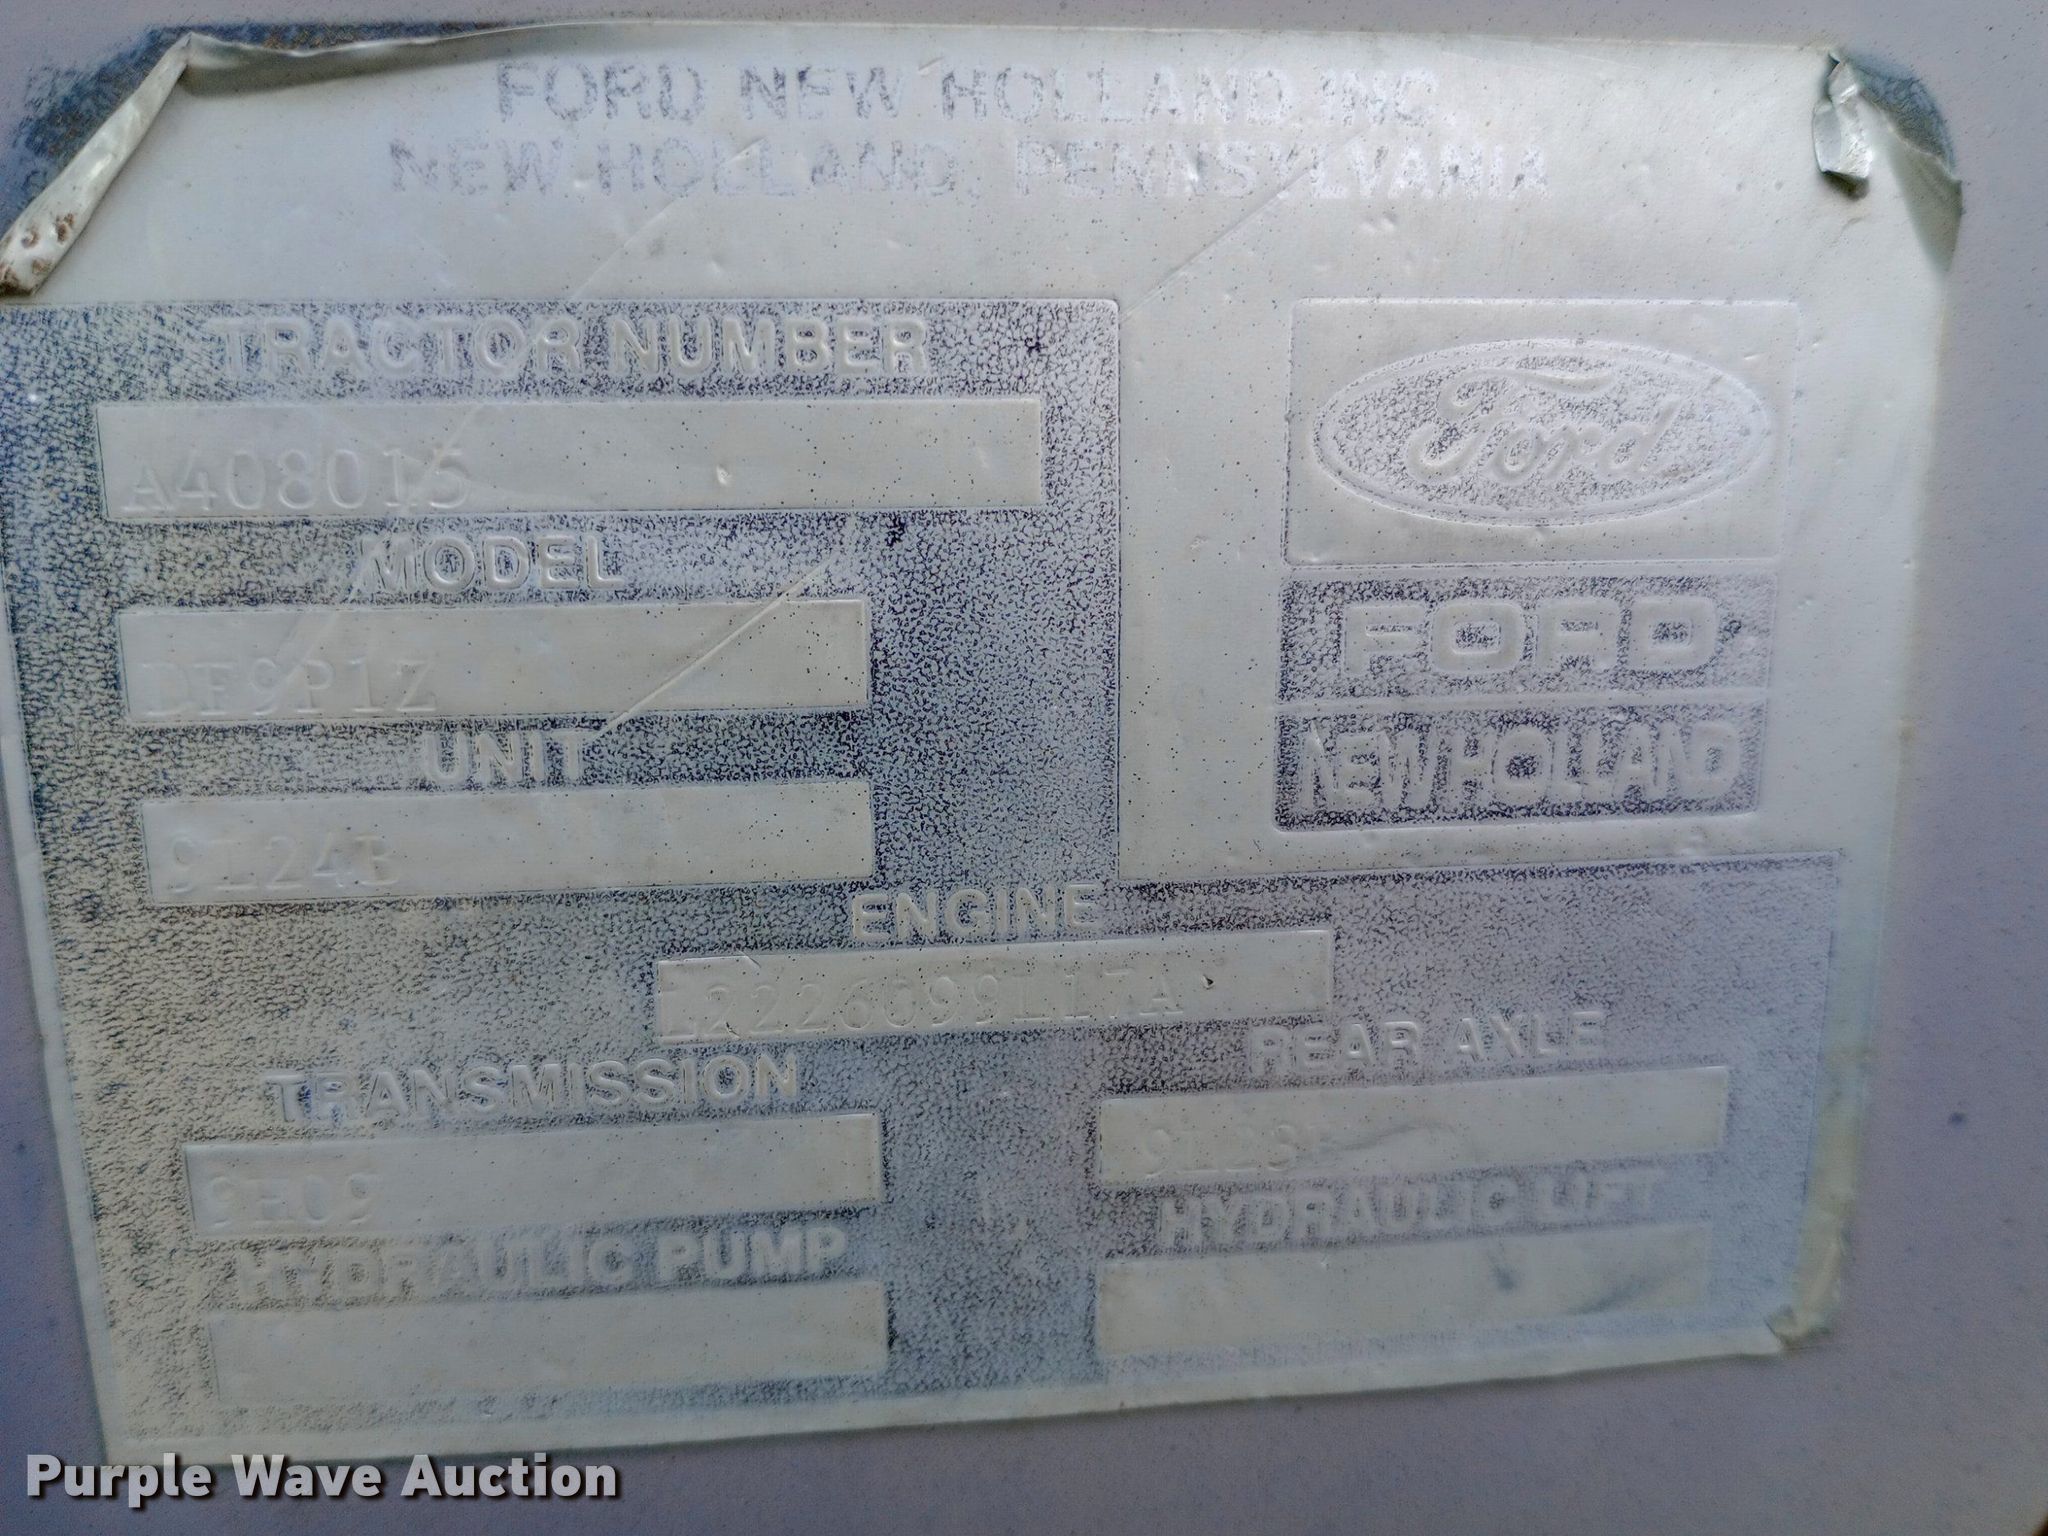 FORD NEW HOLLAND, INC.
NEW HOLLAND, PENNSYLVANIA
TRACTOR NUMBER
A408015
Ford
MODEL
DF9P1Z
FORD
UNIT
NEW HOLLAND
9L24B
ENGINE
TRANSMISSION
REAR AXLE
9H09
HYDRAULIC PUMP
HYDRAULIC LIFT
Purple Wave Auction